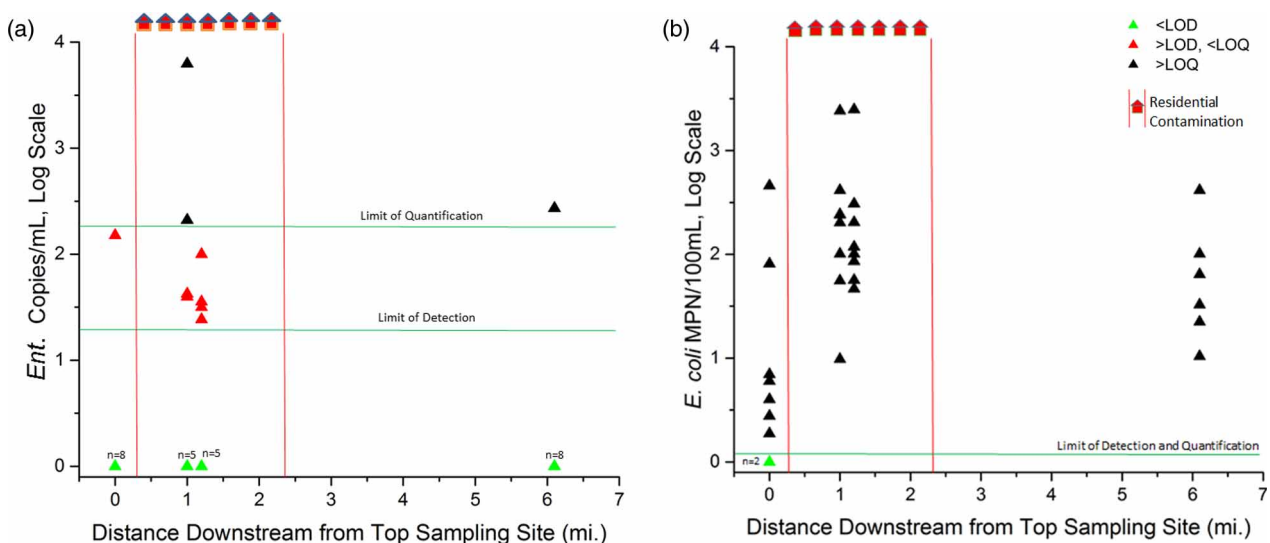 (a)
Ent. Copies/mL, Log Scale
4
3
2
1
0
Limit of Quantification
Limit of Detection
n=8
n=5
n=5
n=8
0 1 2 3 4 5 6 7
Distance Downstream from Top Sampling Site (mi.)
(b)
E. coli MPN/100mL, Log Scale
4
3
2
1
0
<LOD
>LOD, <LOQ
>LOQ
Residential
Contamination
Limit of Detection and Quantification
n=2
0 1 2 3 4 5 6 7
Distance Downstream from Top Sampling Site (mi.)